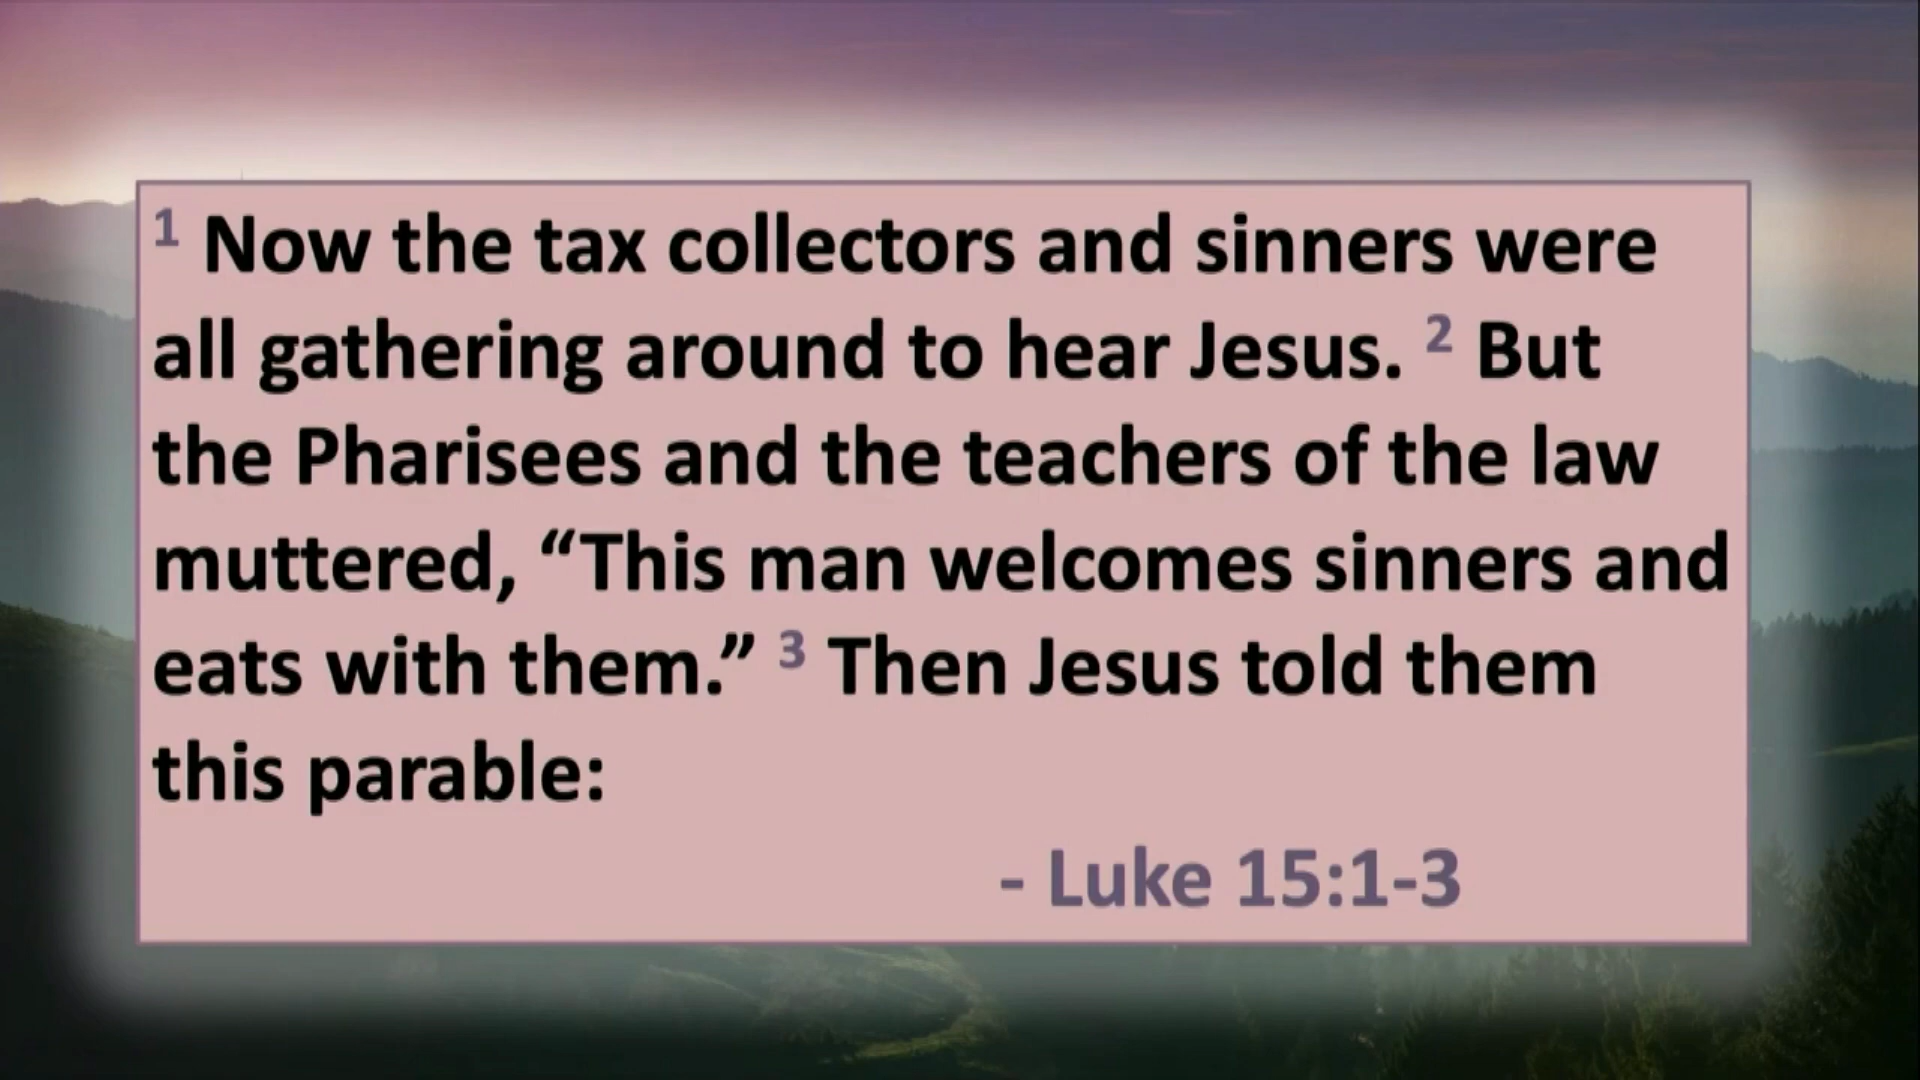 1 Now the tax collectors and sinners were
all gathering around to hear Jesus. 2 But
the Pharisees and the teachers of the law
muttered, “This man welcomes sinners and
eats with them.” 3 Then Jesus told them
this parable:
- Luke 15:1-3